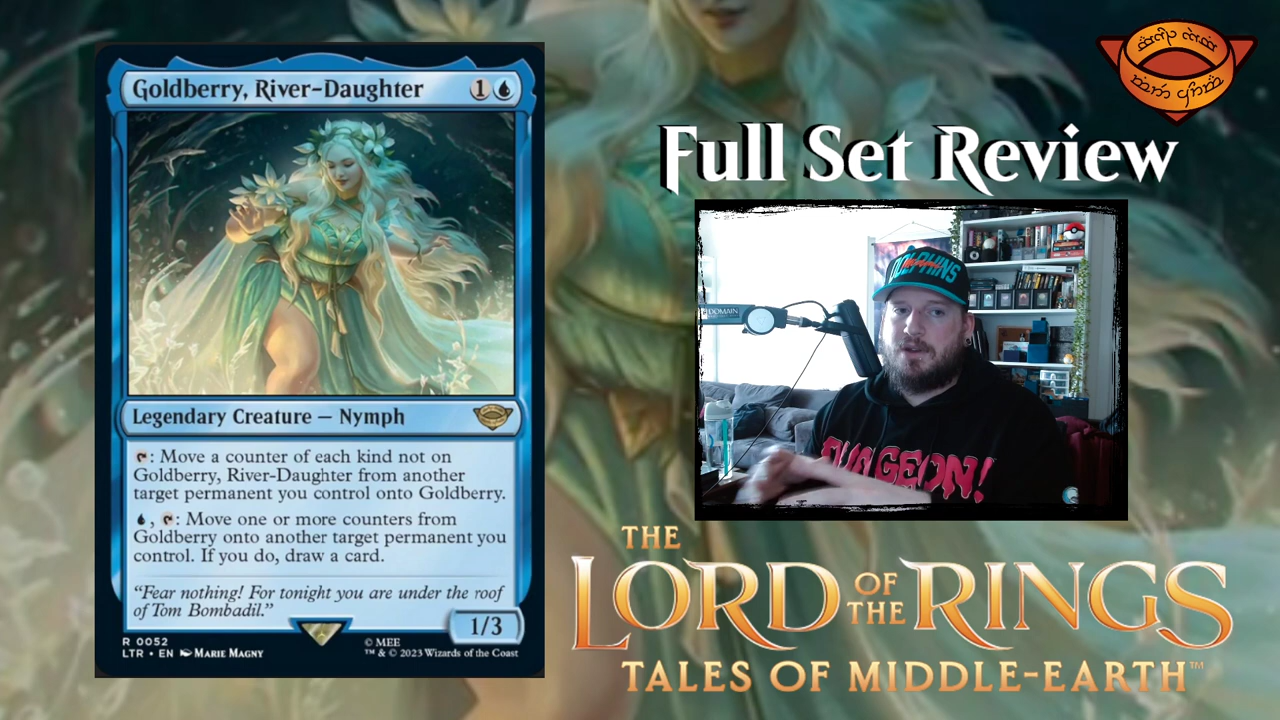 Goldberry, River-Daughter 1
Legendary Creature — Nymph
: Move a counter of each kind not on
Goldberry, River-Daughter from another
target permanent you control onto Goldberry.
, : Move one or more counters from
Goldberry onto another target permanent you
control. If you do, draw a card.
“Fear nothing! For tonight you are under the roof
of Tom Bombadil.”
1/3
R 0052
LTR • EN MARIE MAGNY
© MEE
™ & © 2023 Wizards of the Coast
Full Set Review
DOLPHINS
DOMAIN
DUNGEON!
THE
LORD OF THE RINGS
TALES OF MIDDLE-EARTH™